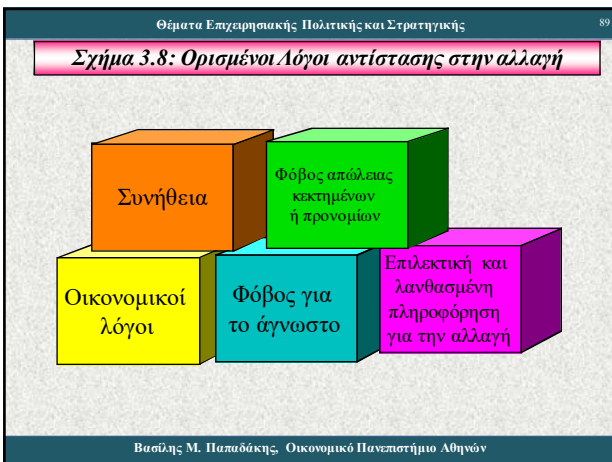 Θέματα Επιχειρησιακής Πολιτικής και Στρατηγικής
89
Σχήμα 3.8: Ορισμένοι Λόγοι αντίστασης στην αλλαγή
Συνήθεια
Φόβος απώλειας
κεκτημένων
ή προνομίων
Οικονομικοί
λόγοι
Φόβος για
το άγνωστο
Επιλεκτική και
λανθασμένη
πληροφόρηση
για την αλλαγή
Βασίλης Μ. Παπαδάκης, Οικονομικό Πανεπιστήμιο Αθηνών